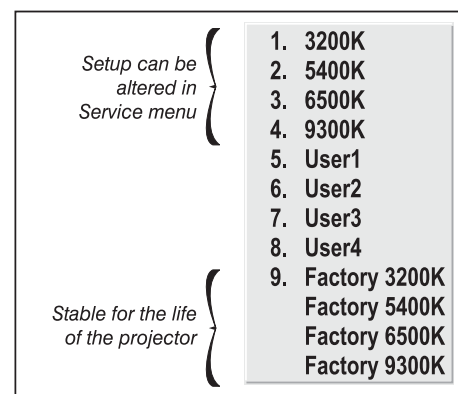 Setup can be
altered in
Service menu
1. 3200K
2. 5400K
3. 6500K
4. 9300K
5. User1
6. User2
7. User3
8. User4
Stable for the life
of the projector
9. Factory 3200K
Factory 5400K
Factory 6500K
Factory 9300K